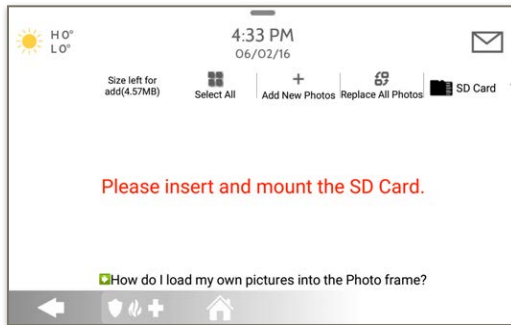 H 0°
L 0°
4:33 PM
06/02/16
Size left for
add(4.57MB)
Select All
Add New Photos
Replace All Photos
SD Card
Please insert and mount the SD Card.
How do I load my own pictures into the Photo frame?